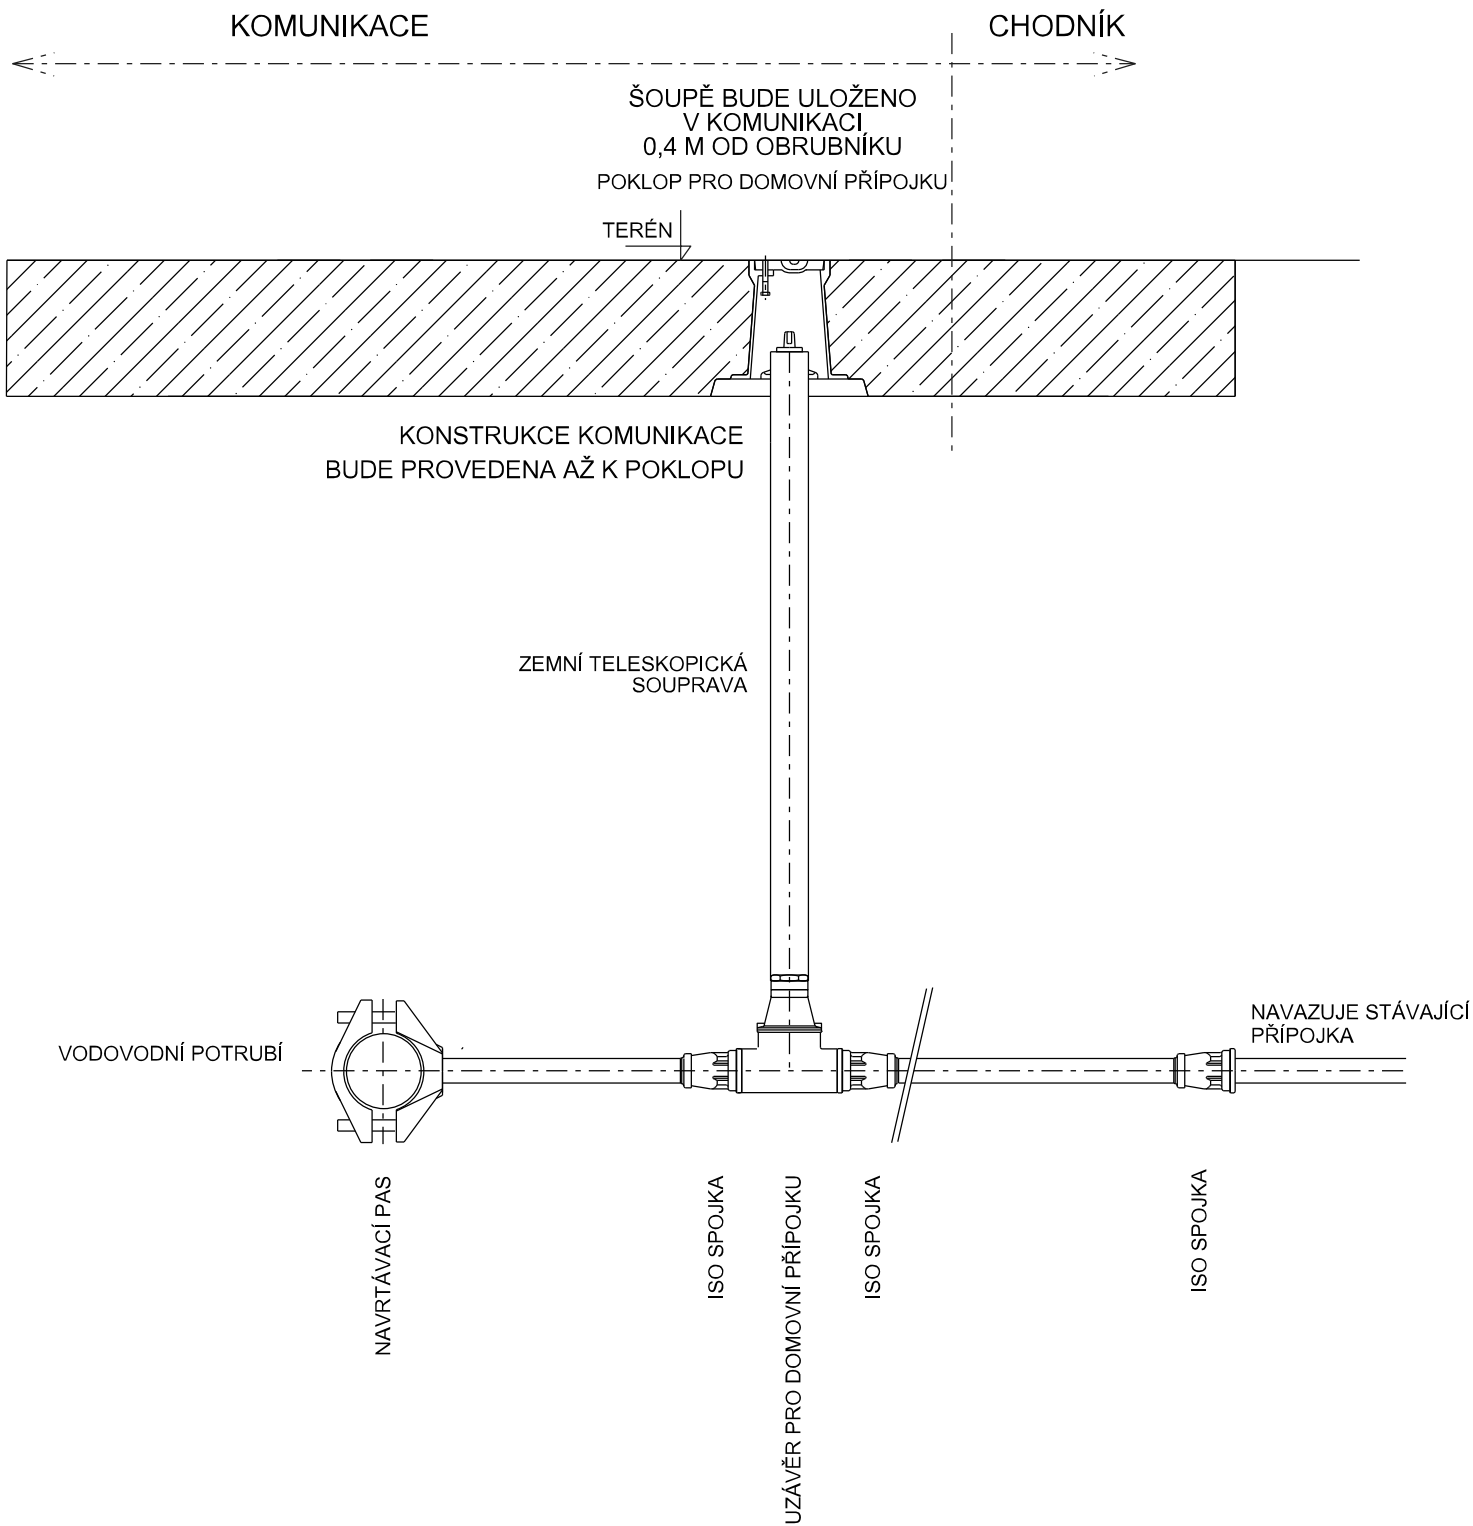 KOMUNIKACE
CHODNÍK
ŠOUPĚ BUDE ULOŽENO
V KOMUNIKACI
0,4 M OD OBRUBNÍKU
POKLOP PRO DOMOVNÍ PŘÍPOJKU
TERÉN
KONSTRUKCE KOMUNIKACE
BUDE PROVEDENA AŽ K POKLOPU
ZEMNÍ TELESKOPICKÁ
SOUPRAVA
NAVAZUJE STÁVAJÍCÍ
PŘÍPOJKA
VODOVODNÍ POTRUBÍ
NAVRTÁVACÍ PAS
ISO SPOJKA
UZÁVĚR PRO DOMOVNÍ PŘÍPOJKU
ISO SPOJKA
ISO SPOJKA